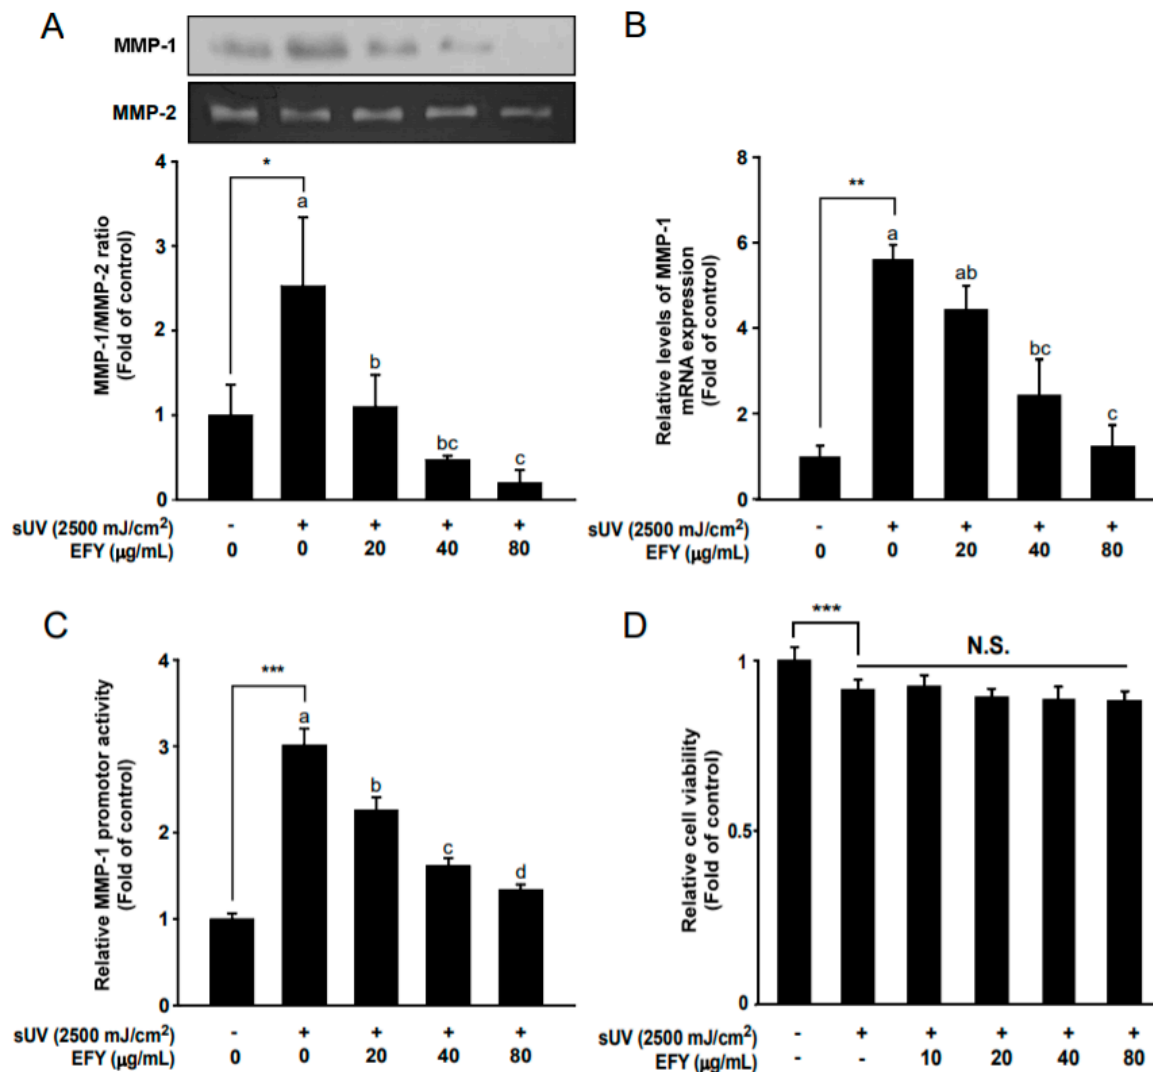 A
MMP-1
MMP-2
MMP-1/MMP-2 ratio
(Fold of control)
4
3
2
1
0
*
a
b
bc
c
sUV (2500 mJ/cm²) - + + + +
EFY (μg/mL) 0 0 20 40 80
B
Relative levels of MMP-1
mRNA expression
(Fold of control)
8
6
4
2
0
**
a
ab
bc
c
sUV (2500 mJ/cm²) - + + + +
EFY (μg/mL) 0 0 20 40 80
C
Relative MMP-1 promotor activity
(Fold of control)
4
3
2
1
0
***
a
b
c
d
sUV (2500 mJ/cm²) - + + + +
EFY (μg/mL) 0 0 20 40 80
D
Relative cell viability
(Fold of control)
1
0.5
0
***
N.S.
sUV (2500 mJ/cm²) - + + + + +
EFY (μg/mL) - - 10 20 40 80